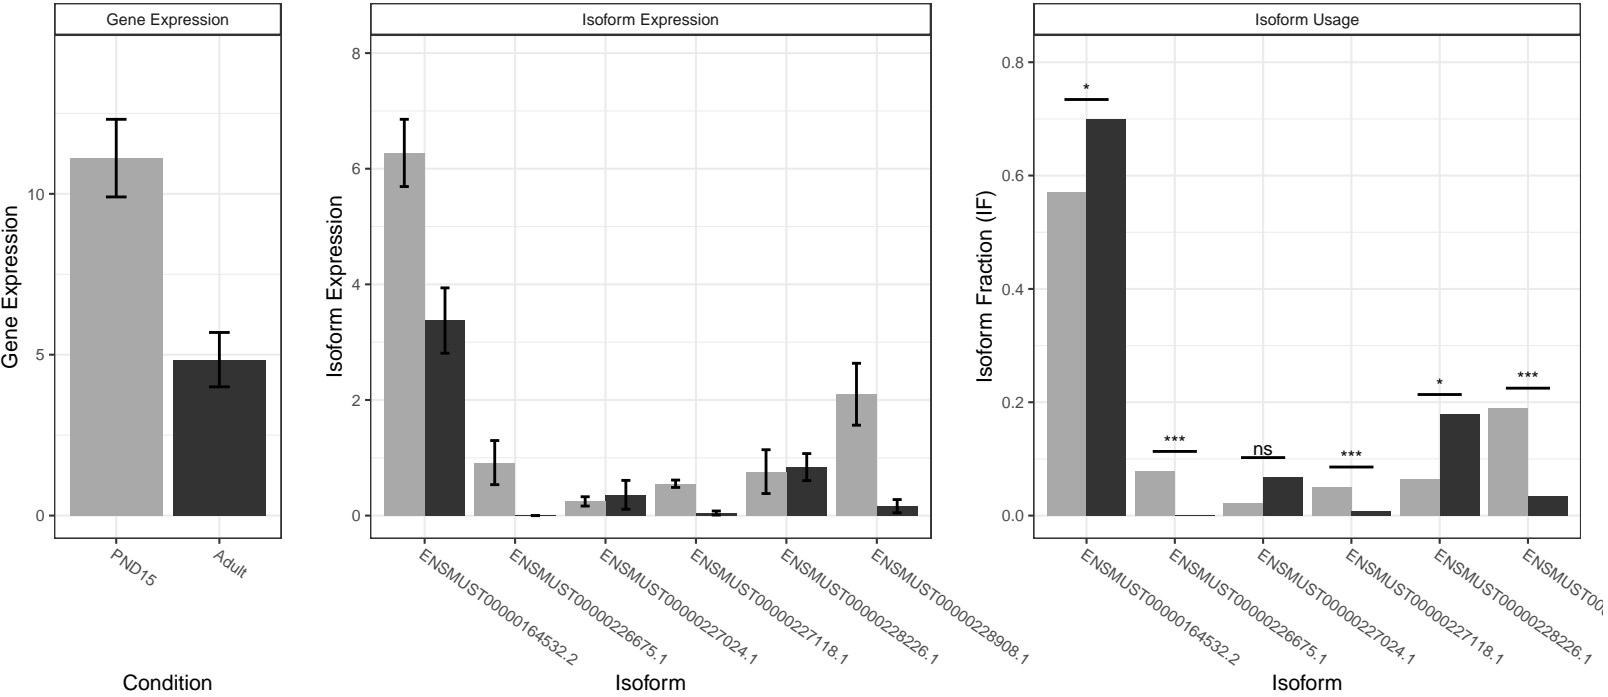 Gene Expression
Isoform Expression
Isoform Usage
Gene Expression
10
5
0
PND15
Adult
Condition
Isoform Expression
8
6
4
2
0
ENSMUST00000164532.2
ENSMUST00000226675.1
ENSMUST00000227024.1
ENSMUST00000227118.1
ENSMUST00000228226.1
ENSMUST00000228908.1
Isoform
Isoform Fraction (IF)
0.8
0.6
0.4
0.2
0.0
*
***
ns
***
*
***
ENSMUST00000164532.2
ENSMUST00000226675.1
ENSMUST00000227024.1
ENSMUST00000227118.1
ENSMUST00000228226.1
Isoform